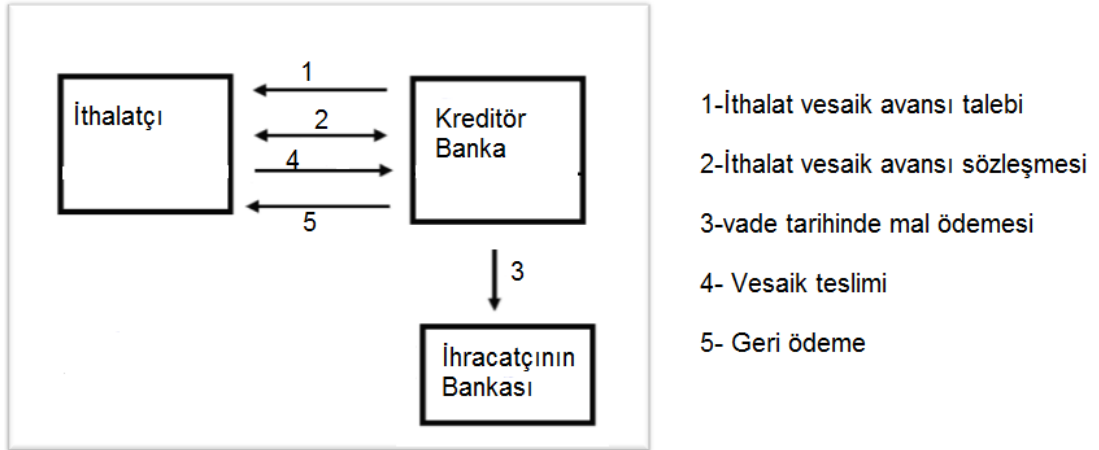 1
İthalatçı
2
Kreditör
Banka
4
5
3
İhracatçının
Bankası
1-İthalat vesaik avansı talebi
2-İthalat vesaik avansı sözleşmesi
3-vade tarihinde mal ödemesi
4- Vesaik teslimi
5- Geri ödeme